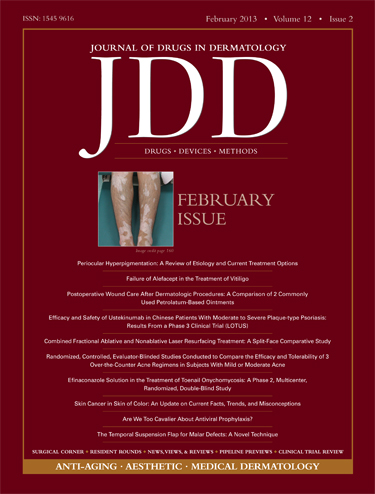 ISSN: 1545 9616 February 2013 • Volume 12 • Issue 2
JOURNAL OF DRUGS IN DERMATOLOGY
JDD
DRUGS • DEVICES • METHODS
FEBRUARY
ISSUE
Periocular Hyperpigmentation: A Review of Etiology and Current Treatment Options
Failure of Alefacept in the Treatment of Vitiligo
Postoperative Wound Care After Dermatologic Procedures: A Comparison of 2 Commonly
Used Petrolatum-Based Ointments
Efficacy and Safety of Ustekinumab in Chinese Patients With Moderate to Severe Plaque-type Psoriasis:
Results From a Phase 3 Clinical Trial (LOTUS)
Combined Fractional Ablative and Nonablative Laser Resurfacing Treatment: A Split-Face Comparative Study
Randomized, Controlled, Evaluator-Blinded Studies Conducted to Compare the Efficacy and Tolerability of 3
Over-the-Counter Acne Regimens in Subjects With Mild or Moderate Acne
Efinaconazole Solution in the Treatment of Toenail Onychomycosis: A Phase 2, Multicenter,
Randomized, Double-Blind Study
Skin Cancer in Skin of Color: An Update on Current Facts, Trends, and Misconceptions
Are We Too Cavalier About Antiviral Prophylaxis?
The Temporal Suspension Flap for Malar Defects: A Novel Technique
SURGICAL CORNER • RESIDENT ROUNDS • NEWS, VIEWS, & REVIEWS • PIPELINE PREVIEWS • CLINICAL TRIAL REVIEW
ANTI-AGING • AESTHETIC • MEDICAL DERMATOLOGY